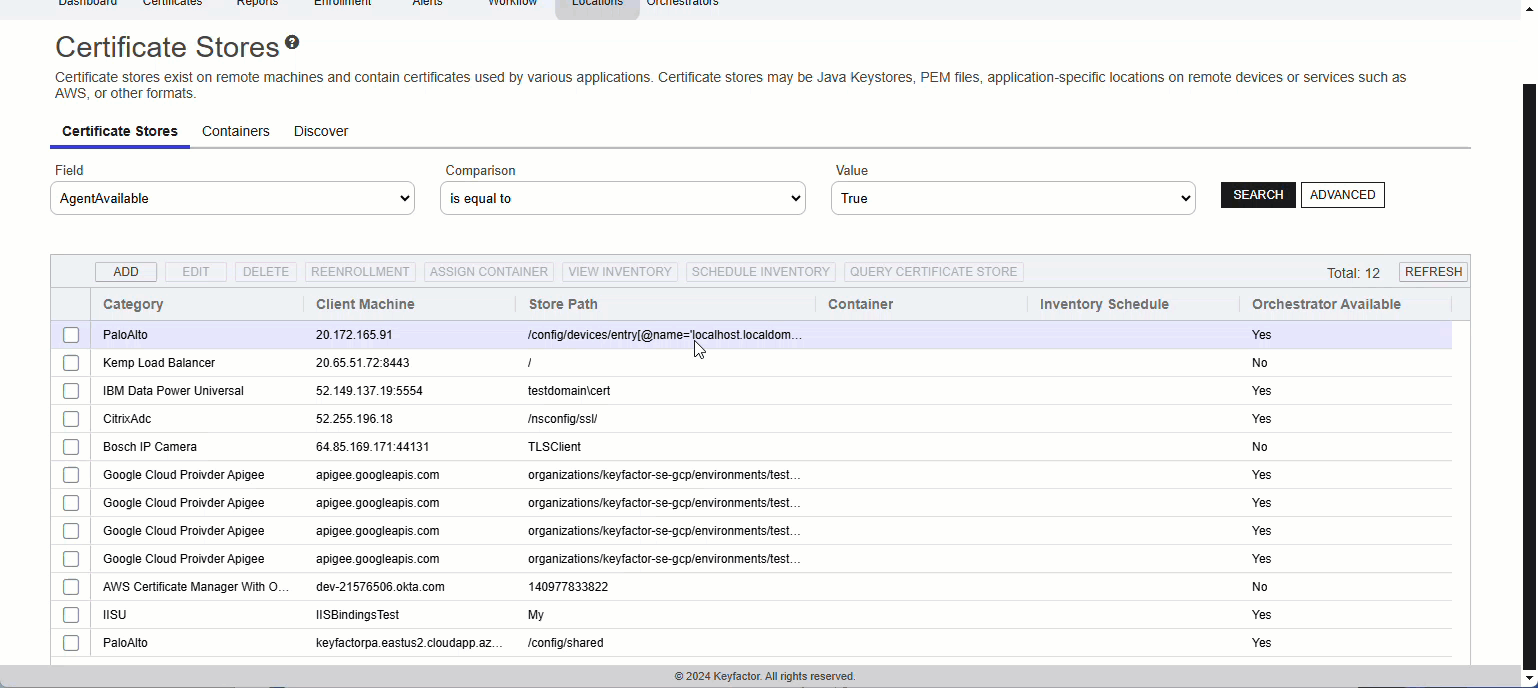 Dashboard Certificates Reports Enrollment Alerts Workflow Locations Orchestrators
Certificate Stores ?
Certificate stores exist on remote machines and contain certificates used by various applications. Certificate stores may be Java Keystores, PEM files, application-specific locations on remote devices or services such as
AWS, or other formats.
Certificate Stores Containers Discover
Field Comparison Value
AgentAvailable is equal to True SEARCH ADVANCED
ADD EDIT DELETE REENROLLMENT ASSIGN CONTAINER VIEW INVENTORY SCHEDULE INVENTORY QUERY CERTIFICATE STORE Total: 12 REFRESH
Category Client Machine Store Path Container Inventory Schedule Orchestrator Available
PaloAlto 20.172.165.91 /config/devices/entry[@name='localhost.localdom... Yes
Kemp Load Balancer 20.65.51.72:8443 / No
IBM Data Power Universal 52.149.137.19:5554 testdomain\cert Yes
CitrixAdc 52.255.196.18 /nsconfig/ssl/ Yes
Bosch IP Camera 64.85.169.171:44131 TLSClient No
Google Cloud Proivder Apigee apigee.googleapis.com organizations/keyfactor-se-gcp/environments/test... Yes
Google Cloud Proivder Apigee apigee.googleapis.com organizations/keyfactor-se-gcp/environments/test... Yes
Google Cloud Proivder Apigee apigee.googleapis.com organizations/keyfactor-se-gcp/environments/test... Yes
Google Cloud Proivder Apigee apigee.googleapis.com organizations/keyfactor-se-gcp/environments/test... Yes
AWS Certificate Manager With O... dev-21576506.okta.com 140977833822 No
IISU IISBindingsTest My Yes
PaloAlto keyfactorpa.eastus2.cloudapp.az... /config/shared Yes
© 2024 Keyfactor. All rights reserved.